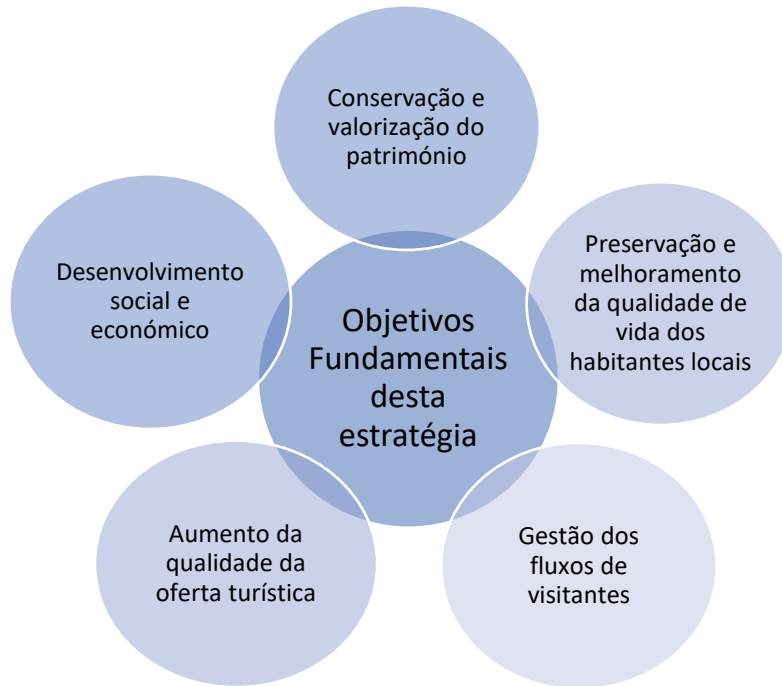 Conservação e
valorização do
património
Desenvolvimento
social e
económico
Preservação e
melhoramento
da qualidade de
vida dos
habitantes locais
Objetivos
Fundamentais
desta
estratégia
Aumento da
qualidade da
oferta turística
Gestão dos
fluxos de
visitantes